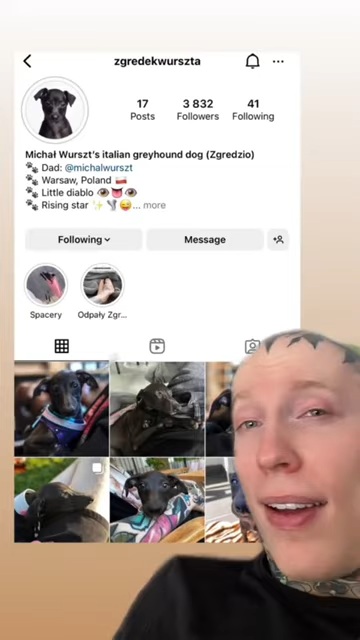 zgredekwurszta
17 3 832 41
Posts Followers Following
Michał Wurszt's italian greyhound dog (Zgredzio)
🐾 Dad: @michalwurszt
🐾 Warsaw, Poland 🇵🇱
🐾 Little diablo 👁️👅👁️
🐾 Rising star ✨🦿😄... more
Following Message
Spacery Odpały Zgr...